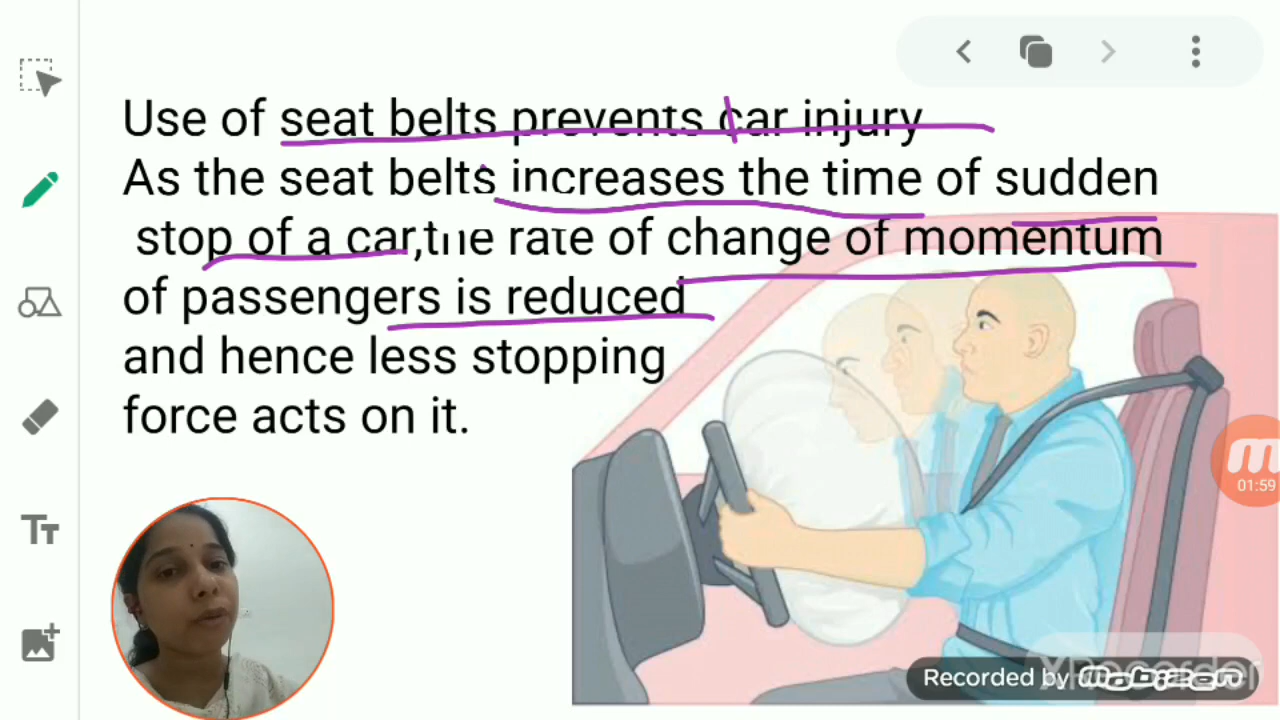 Use of seat belts prevents car injury
As the seat belts increases the time of sudden
stop of a car,the rate of change of momentum
of passengers is reduced
and hence less stopping
force acts on it.
01:59
Tт
Recorded by
XRecorder